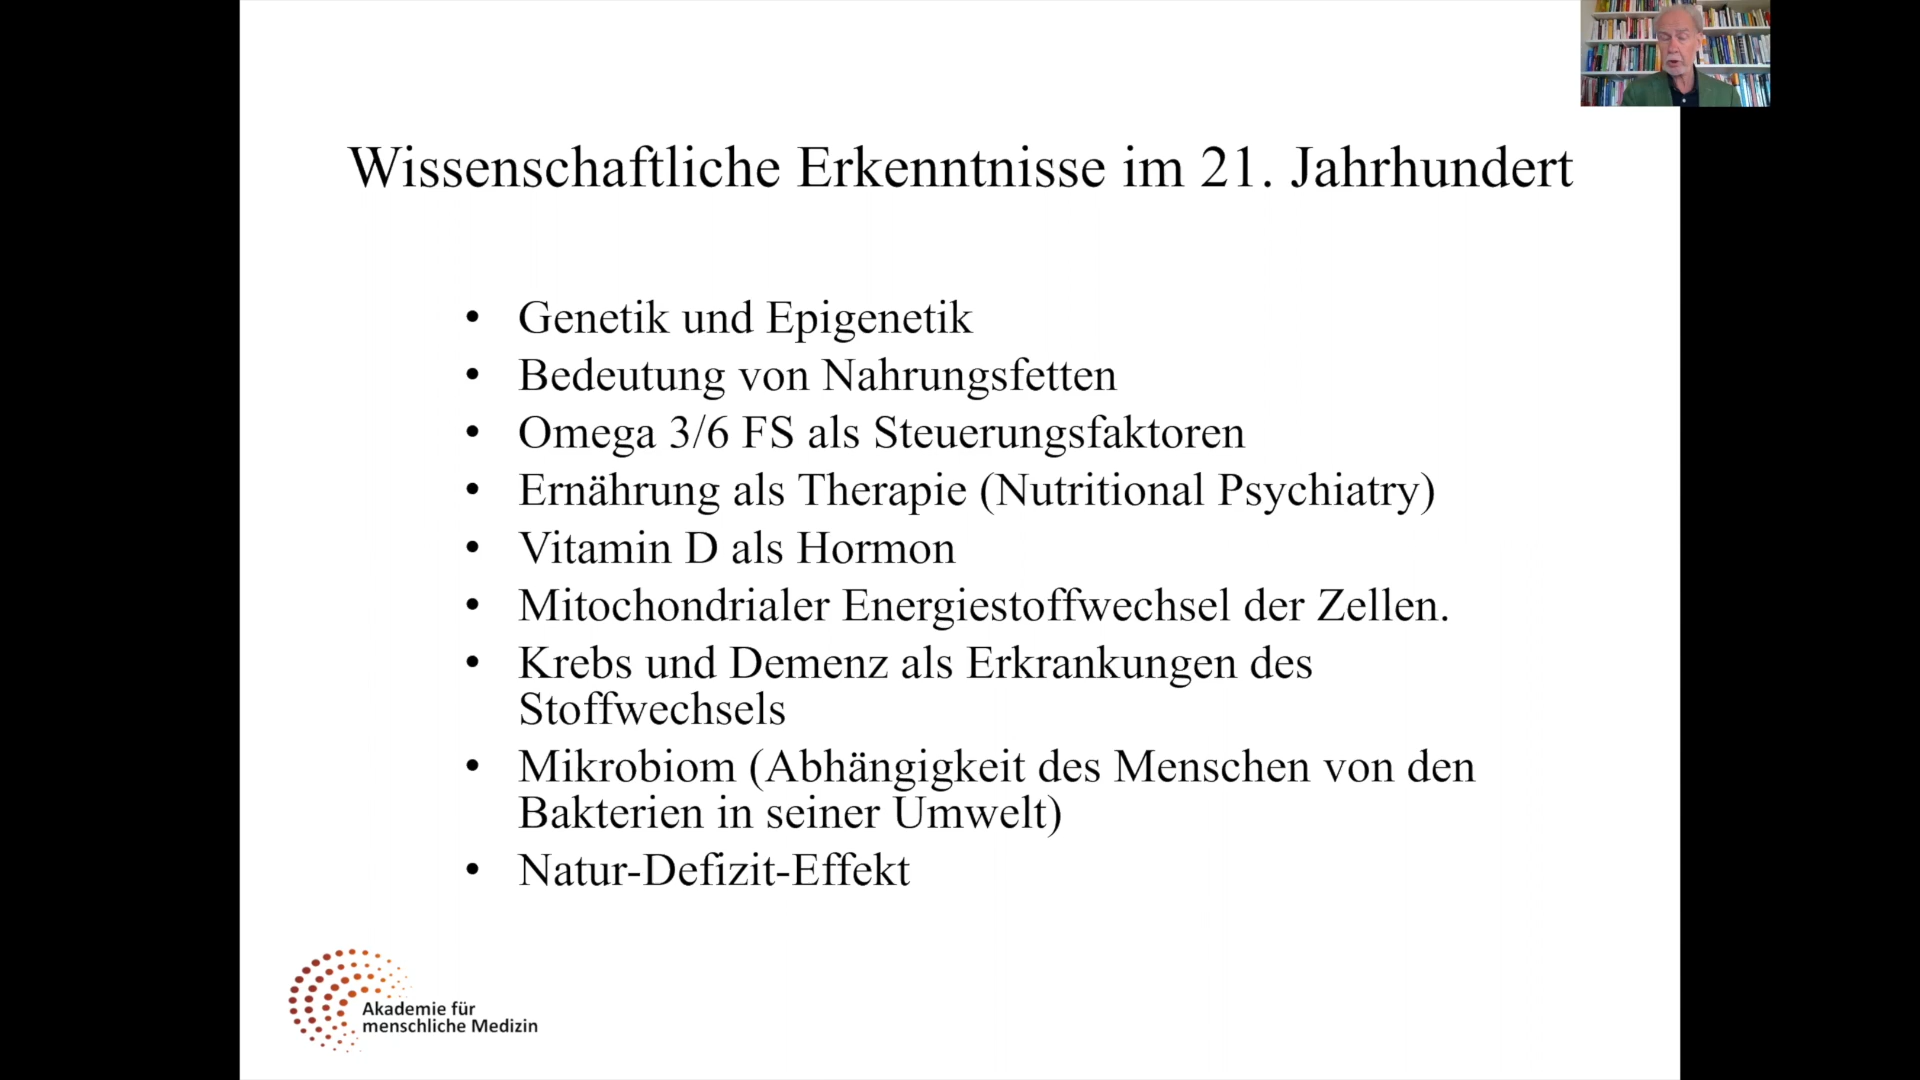 Wissenschaftliche Erkenntnisse im 21. Jahrhundert
• Genetik und Epigenetik
• Bedeutung von Nahrungsfetten
• Omega 3/6 FS als Steuerungsfaktoren
• Ernährung als Therapie (Nutritional Psychiatry)
• Vitamin D als Hormon
• Mitochondrialer Energiestoffwechsel der Zellen.
• Krebs und Demenz als Erkrankungen des
Stoffwechsels
• Mikrobiom (Abhängigkeit des Menschen von den
Bakterien in seiner Umwelt)
• Natur-Defizit-Effekt
Akademie für
menschliche Medizin